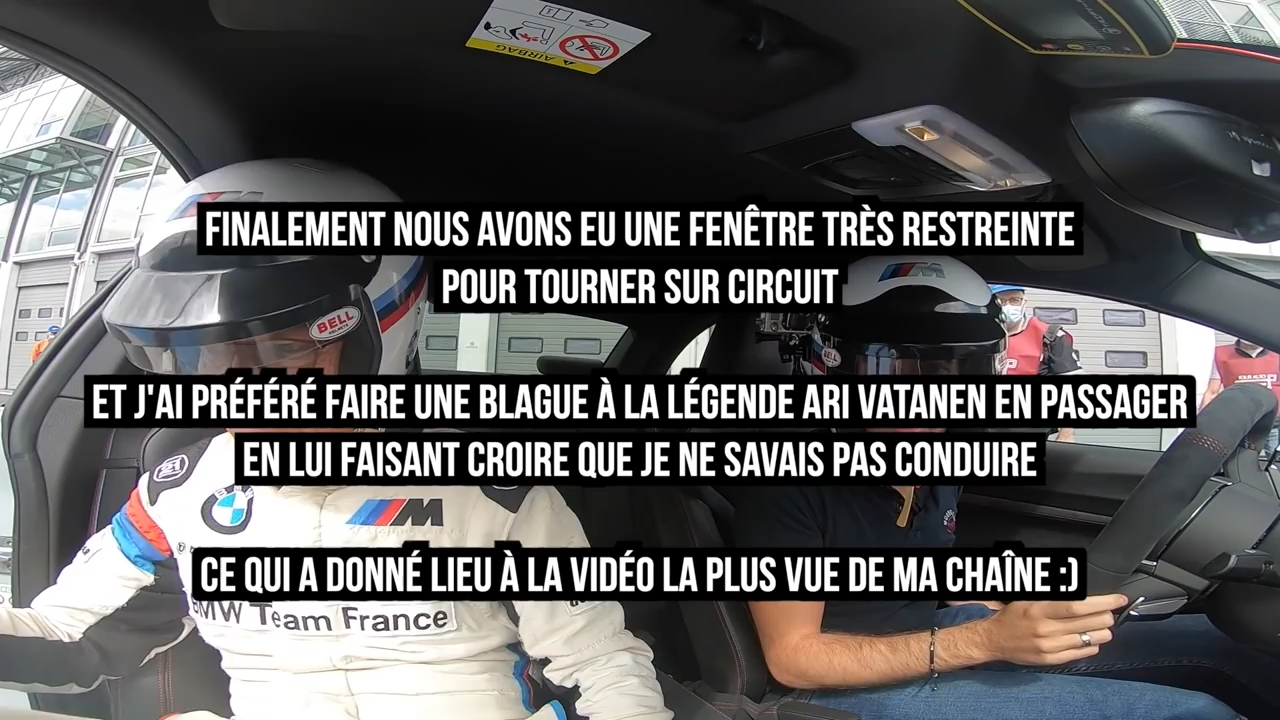 AIRBAG
FINALEMENT NOUS AVONS EU UNE FENÊTRE TRÈS RESTREINTE
POUR TOURNER SUR CIRCUIT
BELL
ET J'AI PRÉFÉRÉ FAIRE UNE BLAGUE À LA LÉGENDE ARI VATANEN EN PASSAGER
EN LUI FAISANT CROIRE QUE JE NE SAVAIS PAS CONDUIRE
21
BMW
M
CE QUI A DONNÉ LIEU À LA VIDÉO LA PLUS VUE DE MA CHAÎNE :)
BMW Team France